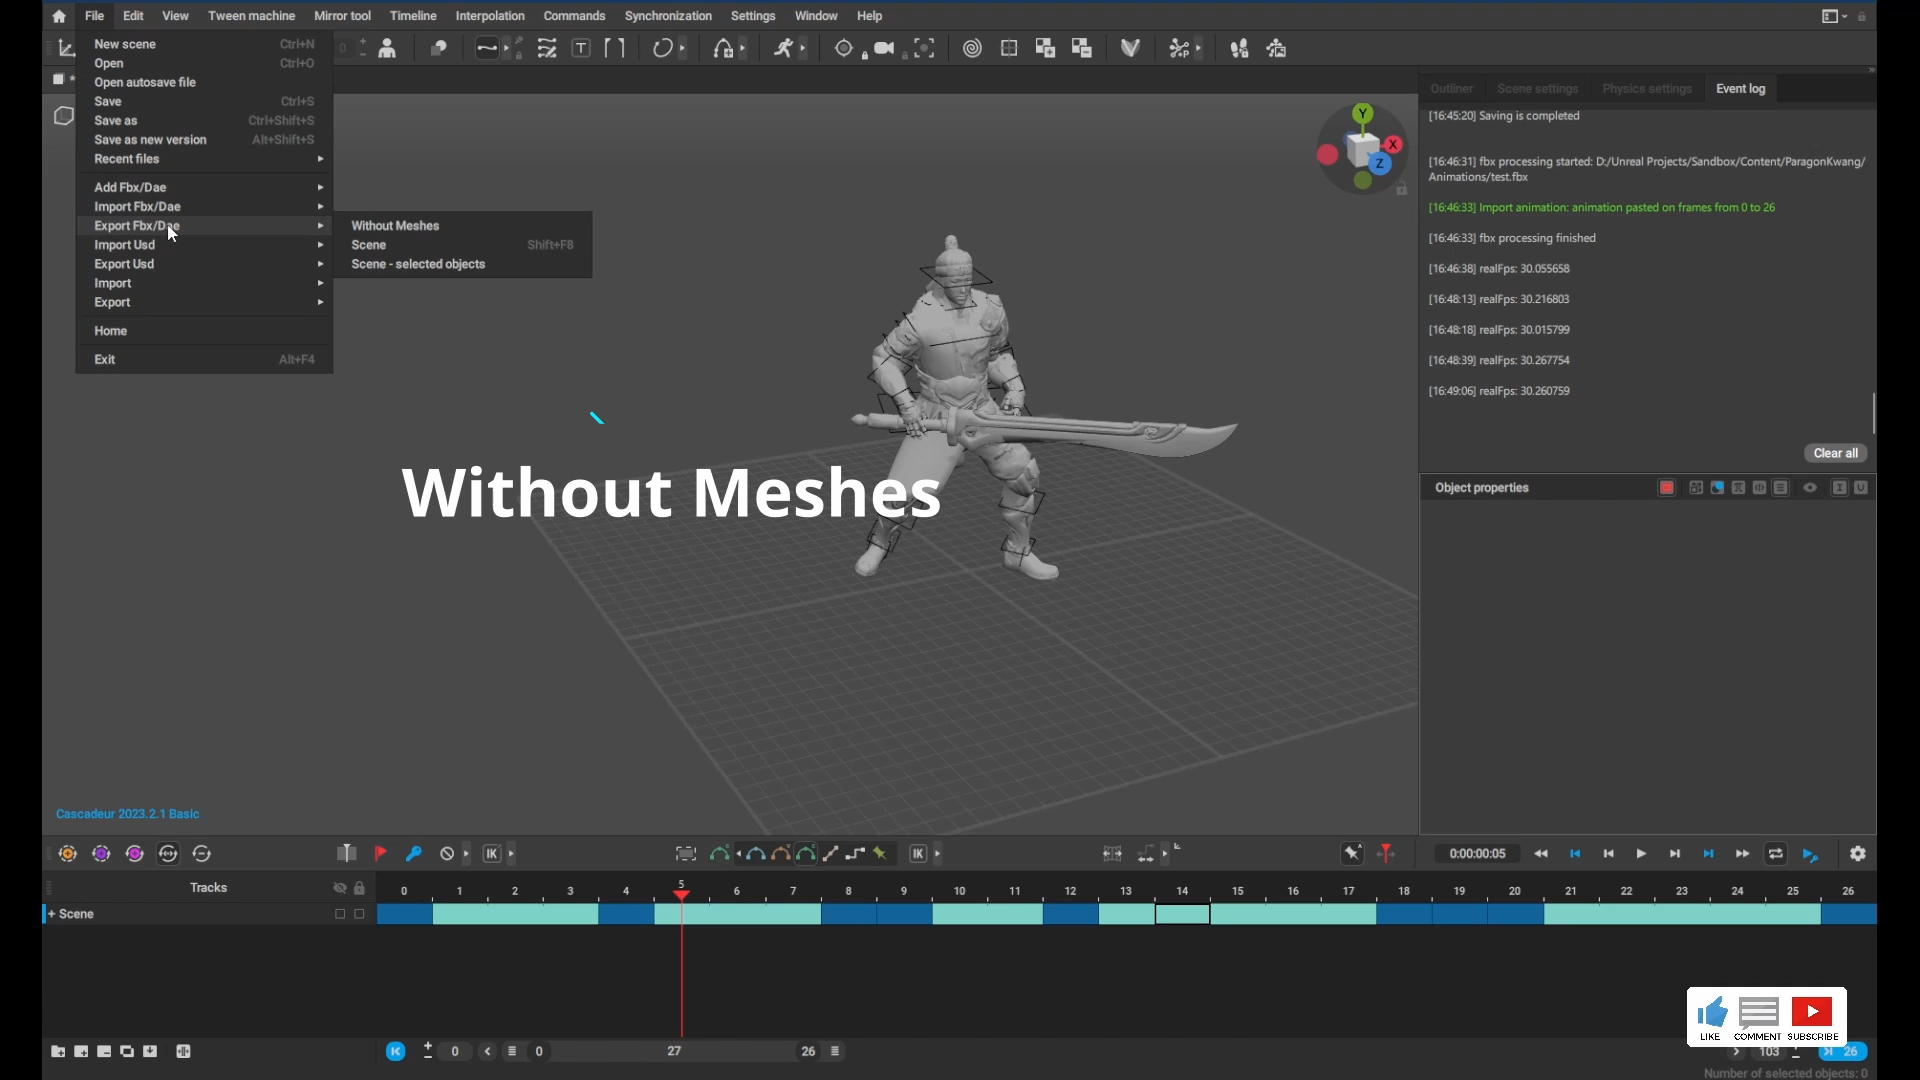 File Edit View Tween machine Mirror tool Timeline Interpolation Commands Synchronization Settings Window Help
New scene Ctrl+N
Open Ctrl+O
Open autosave file
Save Ctrl+S
Save as Ctrl+Shift+S
Save as new version Alt+Shift+S
Recent files
Add Fbx/Dae
Import Fbx/Dae
Export Fbx/Dae
Import Usd
Export Usd
Import
Export
Home
Exit Alt+F4
Without Meshes
Scene Shift+F8
Scene - selected objects
Y
X
Z
Without Meshes
Cascadeur 2023.2.1 Basic
Outliner Scene settings Physics settings Event log
[16:45:20] Saving is completed
[16:46:31] fbx processing started: D:/Unreal Projects/Sandbox/Content/ParagonKwang/
Animations/test.fbx
[16:46:33] Import animation: animation pasted on frames from 0 to 26
[16:46:33] fbx processing finished
[16:46:38] realFps: 30.055658
[16:48:13] realFps: 30.216803
[16:48:18] realFps: 30.015799
[16:48:39] realFps: 30.267754
[16:49:06] realFps: 30.260759
Clear all
Object properties
IK IK 0:00:00:05
Tracks 0 1 2 3 4 5 6 7 8 9 10 11 12 13 14 15 16 17 18 19 20 21 22 23 24 25 26
+ Scene
LIKE COMMENT SUBSCRIBE
0 0 27 26 103 26
Number of selected objects: 0